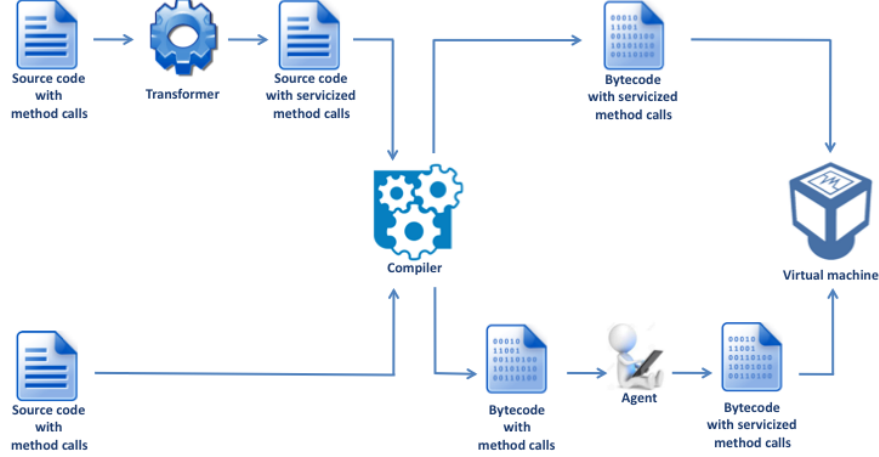 Source code
with
method calls
Transformer
Source code
with servicized
method calls
00010
11001
00110100
10101010
00110100
Bytecode
with servicized
method calls
Compiler
Virtual machine
Source code
with
method calls
00010
11001
00110100
10101010
00110100
Bytecode
with
method calls
Agent
00010
11001
00110100
10101010
00110100
Bytecode
with servicized
method calls